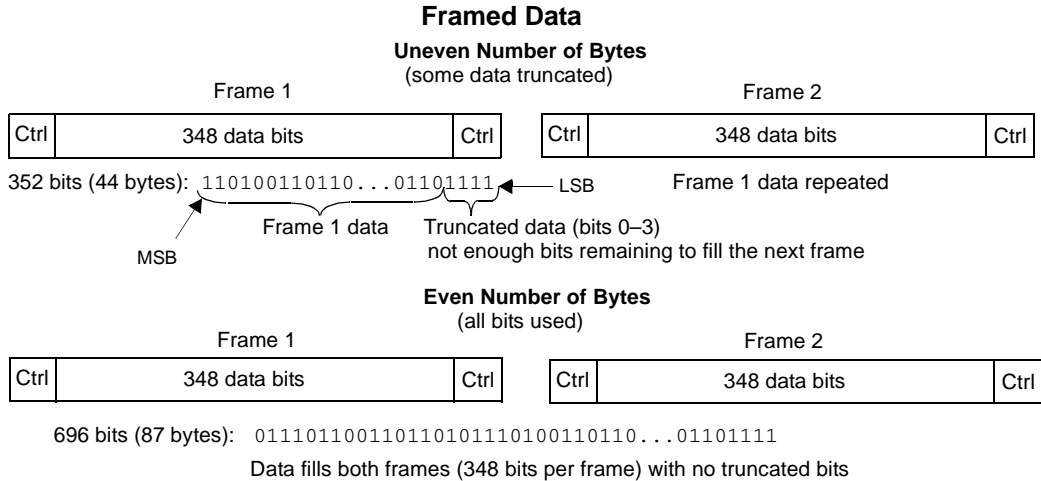 Framed Data
Uneven Number of Bytes
(some data truncated)
Frame 1
Frame 2
Ctrl 348 data bits Ctrl
Ctrl 348 data bits Ctrl
352 bits (44 bytes): 110100110110...01101111
LSB
Frame 1 data repeated
Frame 1 data
Truncated data (bits 0–3)
not enough bits remaining to fill the next frame
MSB
Even Number of Bytes
(all bits used)
Frame 1
Frame 2
Ctrl 348 data bits Ctrl
Ctrl 348 data bits Ctrl
696 bits (87 bytes): 0111011001101101011101001101​10...01101111
Data fills both frames (348 bits per frame) with no truncated bits